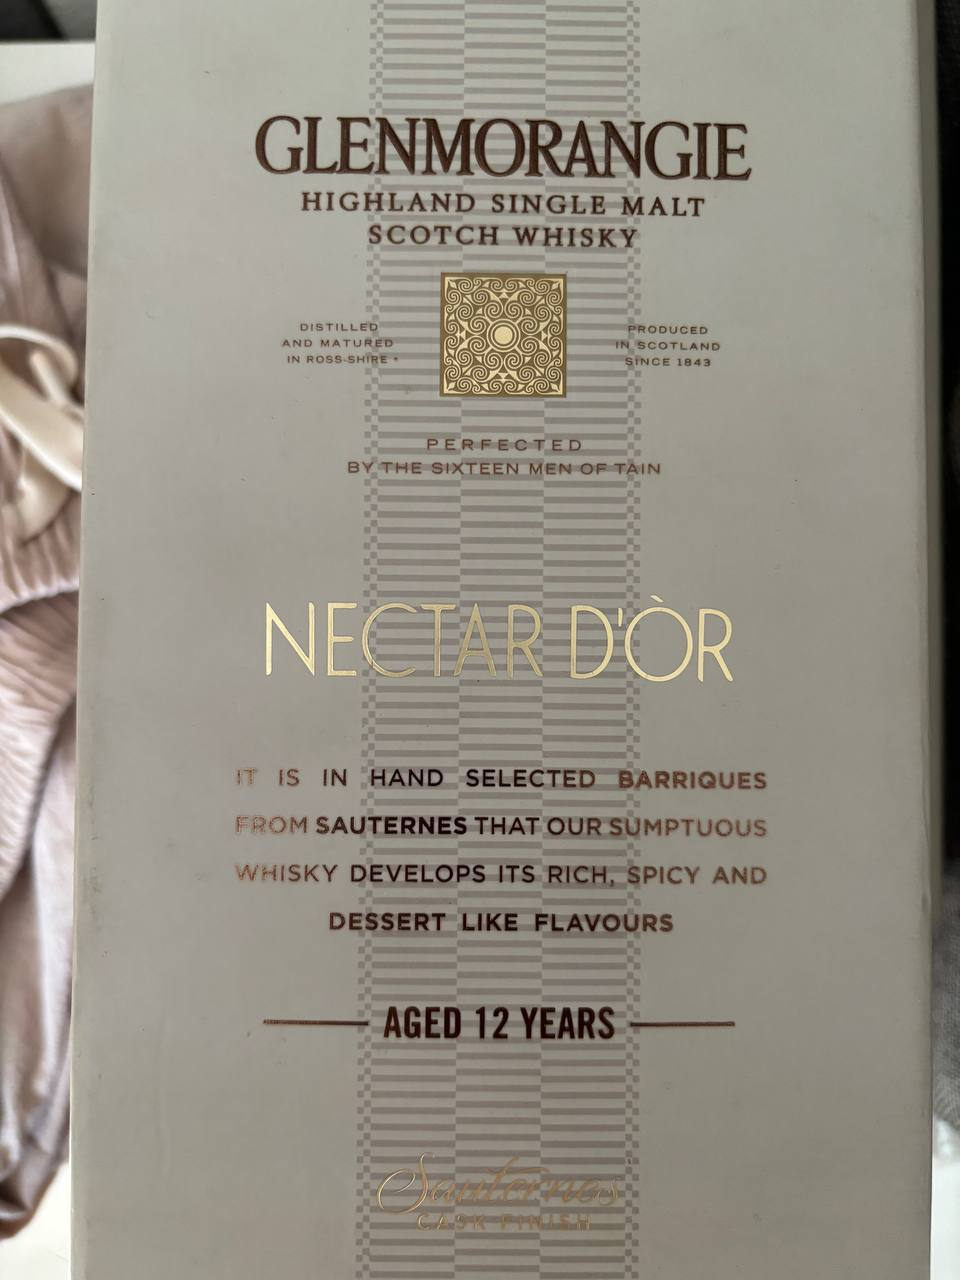 GLENMORANGIE
HIGHLAND SINGLE MALT
SCOTCH WHISKY
DISTILLED
AND MATURED
IN ROSS-SHIRE *
PRODUCED
IN SCOTLAND
SINCE 1843
PERFECTED
BY THE SIXTEEN MEN OF TAIN
NECTAR D'ÒR
IT IS IN HAND SELECTED BARRIQUES
FROM SAUTERNES THAT OUR SUMPTUOUS
WHISKY DEVELOPS ITS RICH, SPICY AND
DESSERT LIKE FLAVOURS
AGED 12 YEARS
Sauternes
CASK FINISH